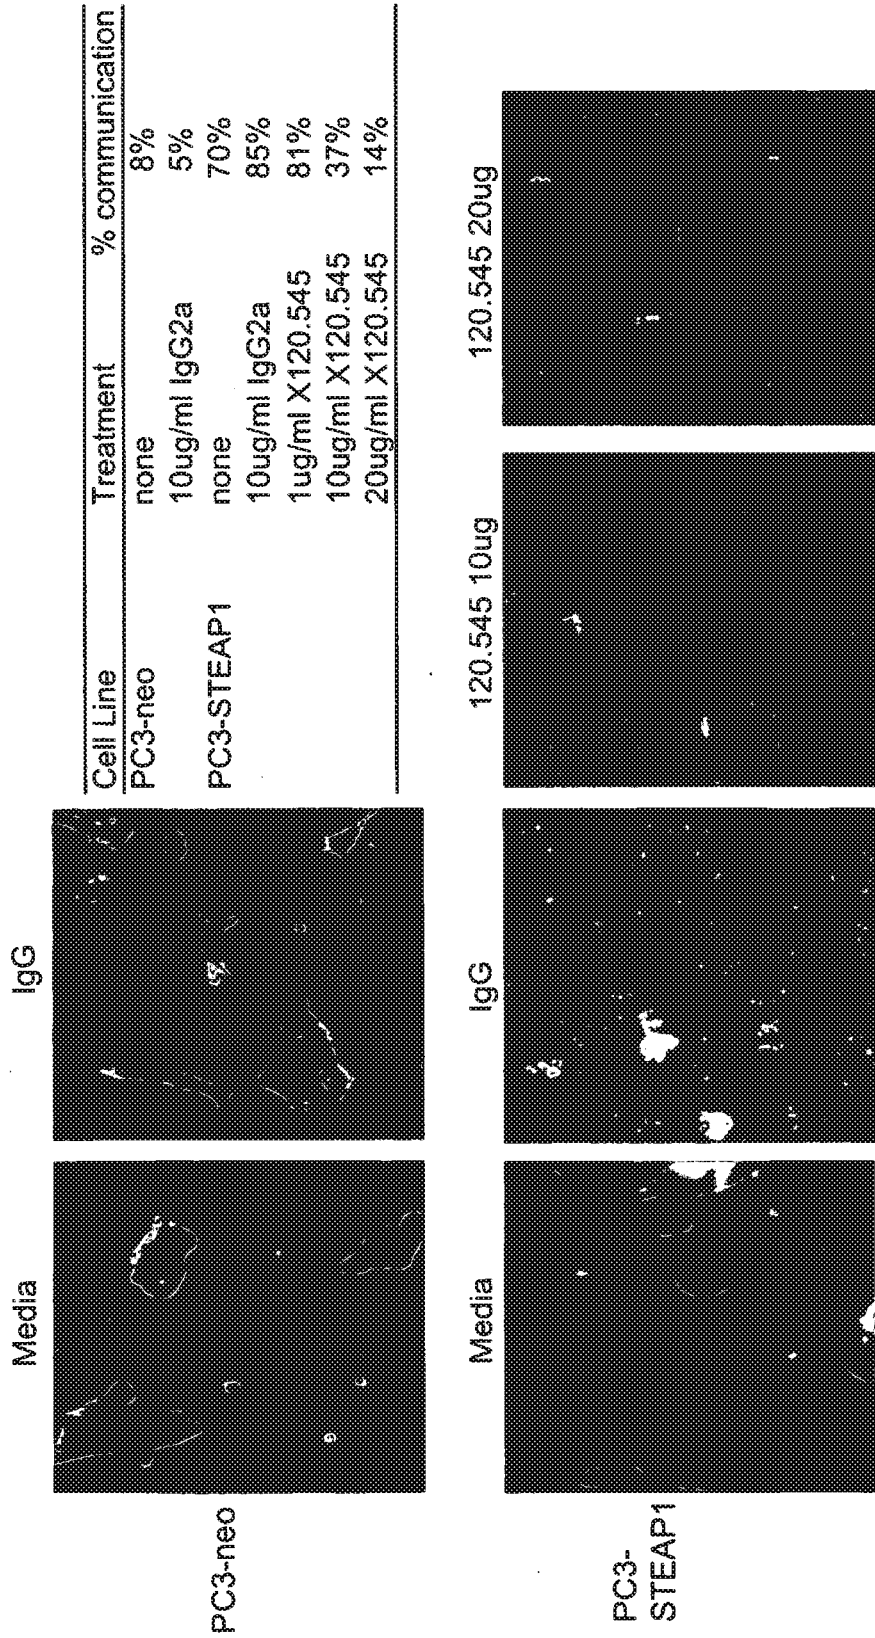 Media IgG
PC3-neo
Cell Line Treatment % communication
PC3-neo none 8%
10ug/ml IgG2a 5%
PC3-STEAP1 none 70%
10ug/ml IgG2a 85%
1ug/ml X120.545 81%
10ug/ml X120.545 37%
20ug/ml X120.545 14%
Media IgG 120.545 10ug 120.545 20ug
PC3-
STEAP1